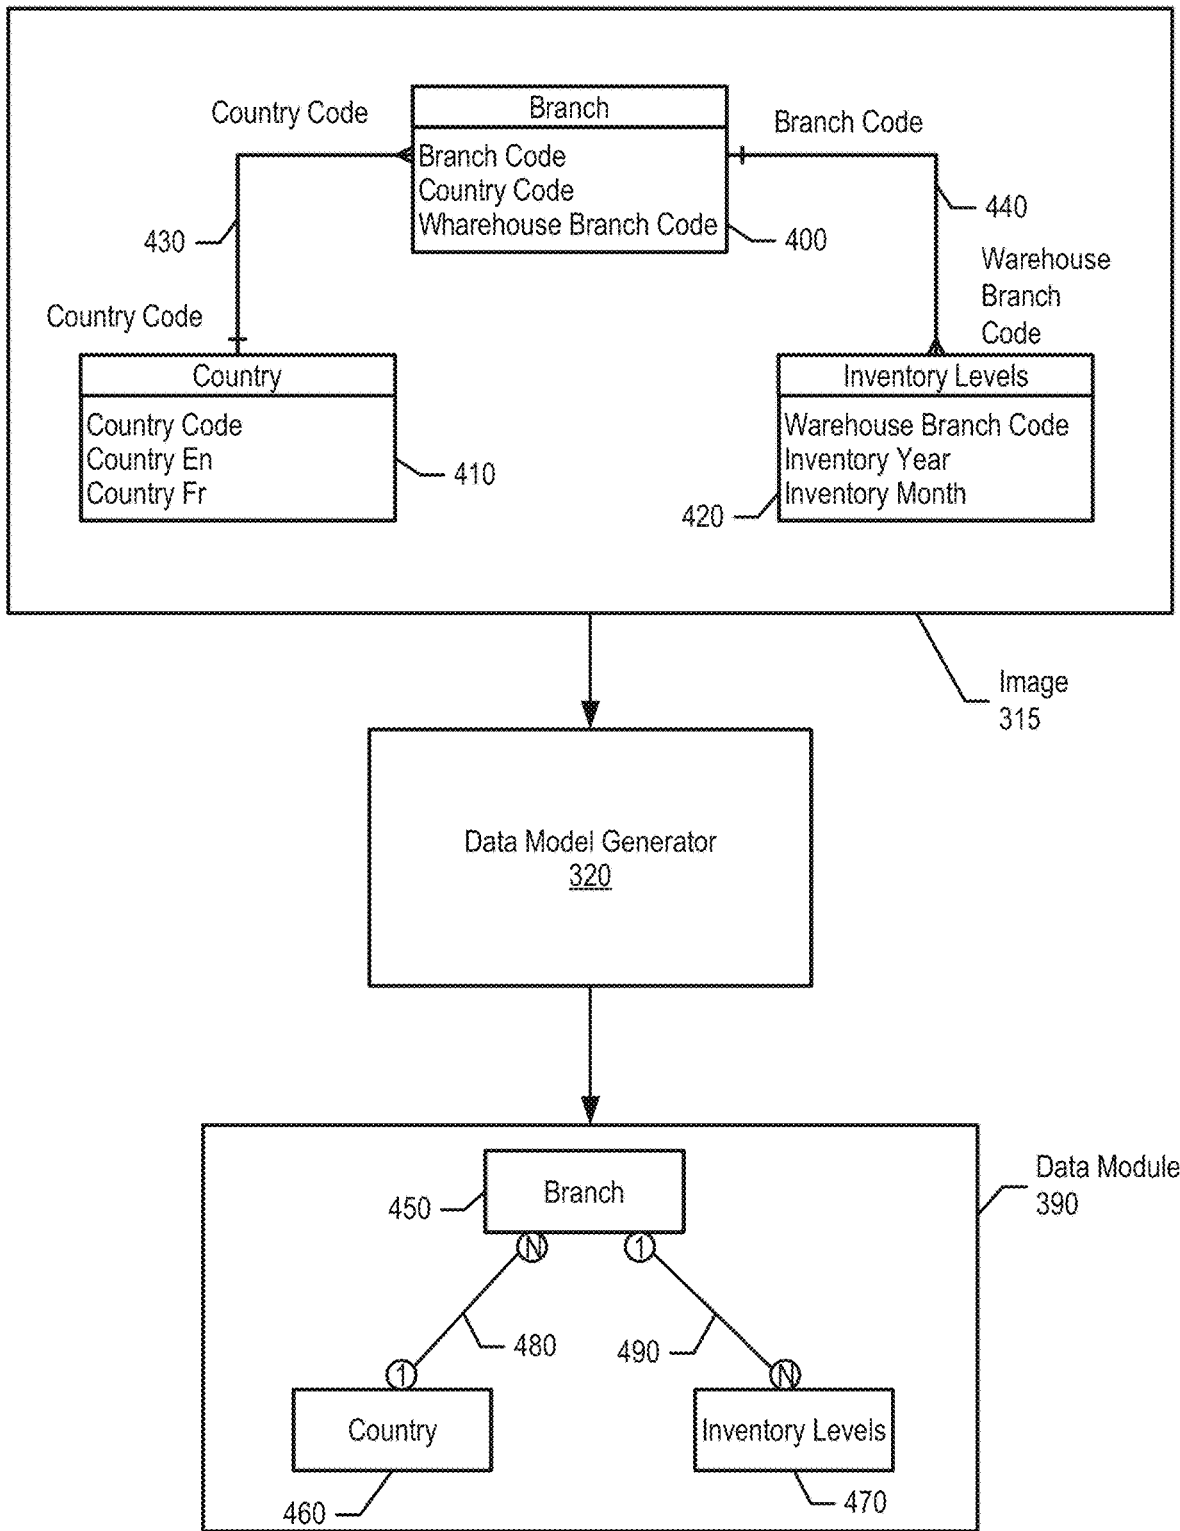 Branch
Country Code
Branch Code
Branch Code
Country Code
Wharehouse Branch Code
400
430
440
Warehouse
Branch
Code
Country Code
Country
Country Code
Country En
Country Fr
410
Inventory Levels
Warehouse Branch Code
Inventory Year
Inventory Month
420
Image
315
Data Model Generator
320
Data Module
390
Branch
450
N
1
480
490
1
N
Country
Inventory Levels
460
470